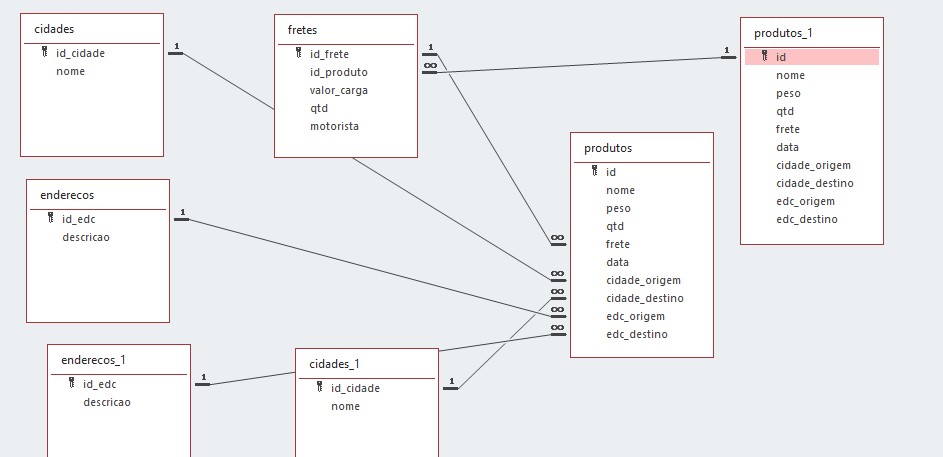 cidades
1
id_cidade
nome
fretes
1
id_frete
∞
id_produto
valor_carga
qtd
motorista
produtos_1
1
id
nome
peso
qtd
frete
data
cidade_origem
cidade_destino
edc_origem
edc_destino
enderecos
1
id_edc
descricao
produtos
id
nome
peso
qtd
∞
frete
data
∞
cidade_origem
∞
cidade_destino
∞
edc_origem
∞
edc_destino
enderecos_1
1
id_edc
descricao
cidades_1
1
id_cidade
nome